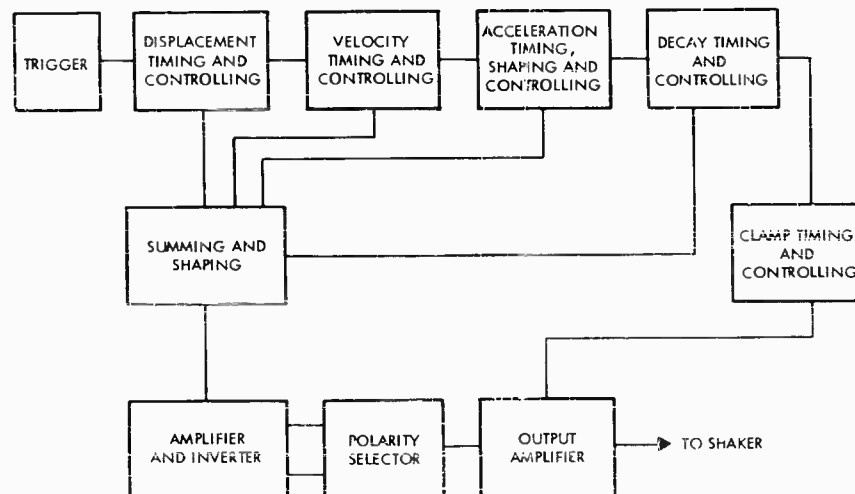 TRIGGER
DISPLACEMENT
TIMING AND
CONTROLLING
VELOCITY
TIMING AND
CONTROLLING
ACCELERATION
TIMING,
SHAPING AND
CONTROLLING
DECAY TIMING
AND
CONTROLLING
SUMMING AND
SHAPING
CLAMP TIMING
AND
CONTROLLING
AMPLIFIER
AND INVERTER
POLARITY
SELECTOR
OUTPUT
AMPLIFIER
TO SHAKER